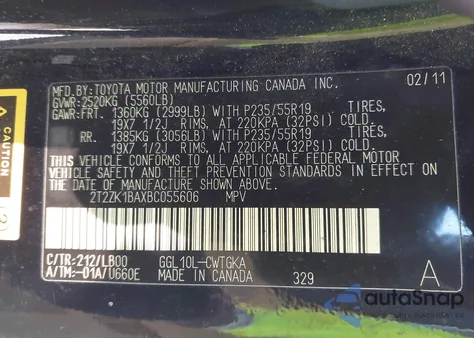 MFD. BY:TOYOTA MOTOR MANUFACTURING CANADA INC. 02/11
GVWR:2520KG (5560LB)
GAWR:FRT. 1360KG (2999LB) WITH P235/55R19 TIRES,
19X7 1/2J RIMS, AT 220KPA (32PSI) COLD.
RR. 1385KG (3056LB) WITH P235/55R19 TIRES,
19X7 1/2J RIMS, AT 220KPA (32PSI) COLD.
THIS VEHICLE CONFORMS TO ALL APPLICABLE FEDERAL MOTOR
VEHICLE SAFETY AND THEFT PREVENTION STANDARDS IN EFFECT ON
THE DATE OF MANUFACTURE SHOWN ABOVE.
2T2ZK1BAXBC055606 MPV
C/TR:212/LB00 GGL10L-CWTGKA
A/TM:-01A/U660E MADE IN CANADA 329 A
CAUTION
autoSnap